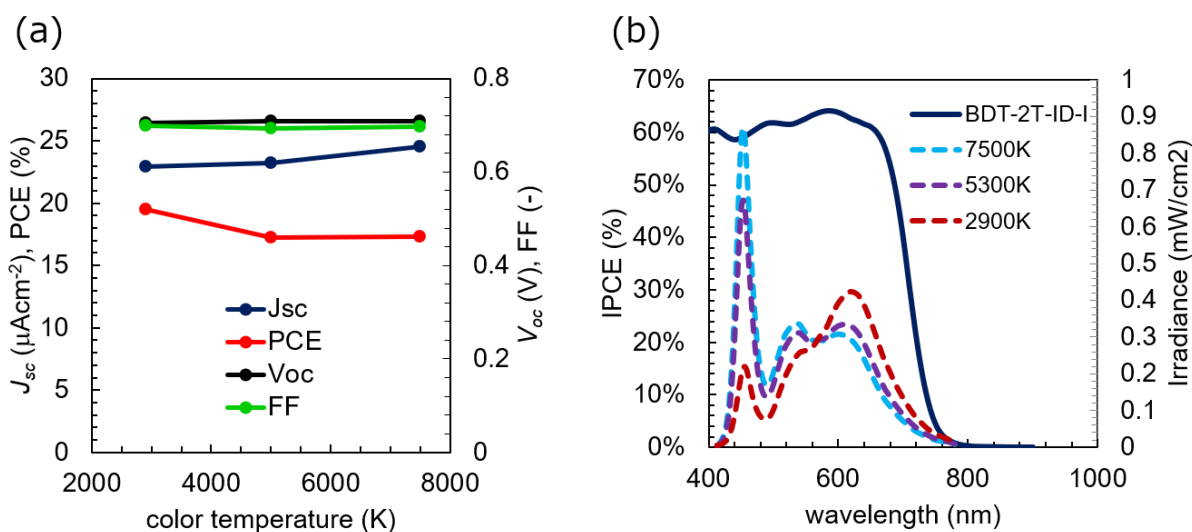 (a)
30
25
20
15
10
5
0
0.8
0.6
0.4
0.2
0
2000
4000
6000
8000
Jsc (μAcm-2), PCE (%)
Voc (V), FF (-)
Jsc
PCE
Voc
FF
color temperature (K)
(b)
70%
60%
50%
40%
30%
20%
10%
0%
1
0.9
0.8
0.7
0.6
0.5
0.4
0.3
0.2
0.1
0
400
600
800
1000
IPCE (%)
Irradiance (mW/cm2)
BDT-2T-ID-I
7500K
5300K
2900K
wavelength (nm)